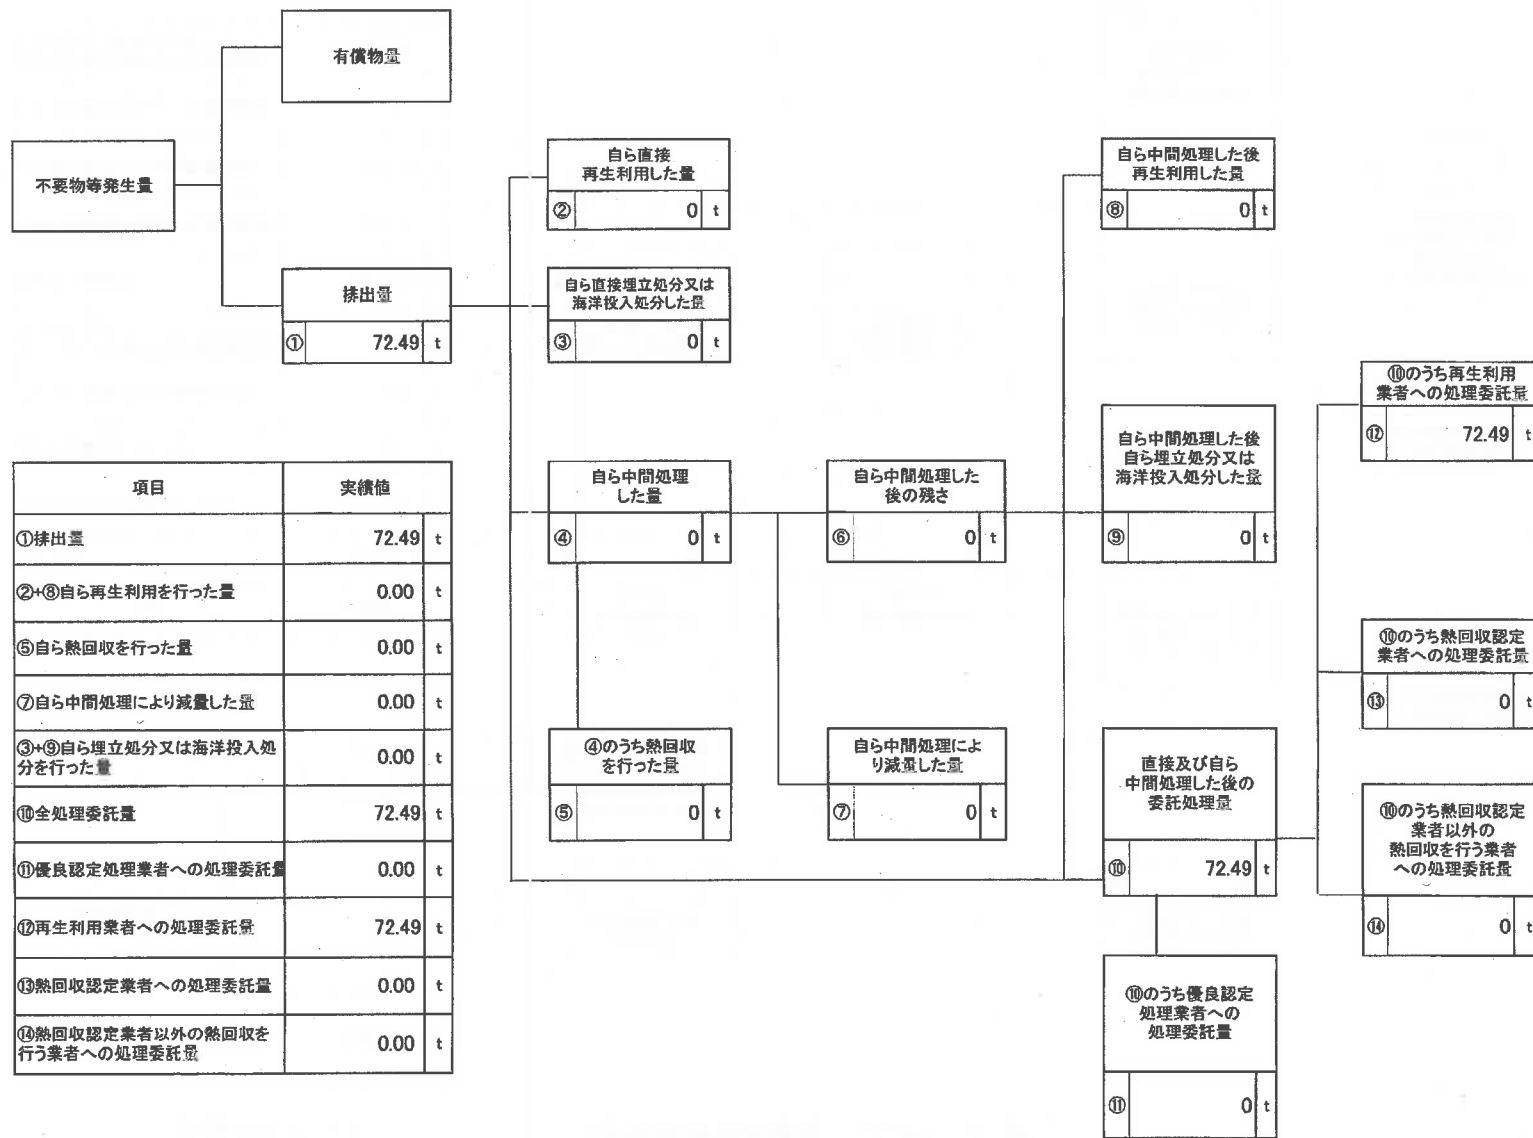 有償物量
不要物等発生量
排出量
① 72.49 t
自ら直接
再生利用した量
② 0 t
自ら直接埋立処分又は
海洋投入処分した量
③ 0 t
自ら中間処理
した量
④ 0 t
④のうち熱回収
を行った量
⑤ 0 t
自ら中間処理した
後の残さ
⑥ 0 t
自ら中間処理によ
り減量した量
⑦ 0 t
自ら中間処理した後
再生利用した量
⑧ 0 t
自ら中間処理した後
自ら埋立処分又は
海洋投入処分した量
⑨ 0 t
直接及び自ら
中間処理した後の
委託処理量
⑩ 72.49 t
⑩のうち優良認定
処理業者への
処理委託量
⑪ 0 t
⑩のうち再生利用
業者への処理委託量
⑫ 72.49 t
⑩のうち熱回収認定
業者への処理委託量
⑬ 0 t
⑩のうち熱回収認定
業者以外の
熱回収を行う業者
への処理委託量
⑭ 0 t
項目 実績値
①排出量 72.49 t
②+⑧自ら再生利用を行った量 0.00 t
⑤自ら熱回収を行った量 0.00 t
⑦自ら中間処理により減量した量 0.00 t
③+⑨自ら埋立処分又は海洋投入処
分を行った量 0.00 t
⑩全処理委託量 72.49 t
⑪優良認定処理業者への処理委託量 0.00 t
⑫再生利用業者への処理委託量 72.49 t
⑬熱回収認定業者への処理委託量 0.00 t
⑭熱回収認定業者以外の熱回収を
行う業者への処理委託量 0.00 t